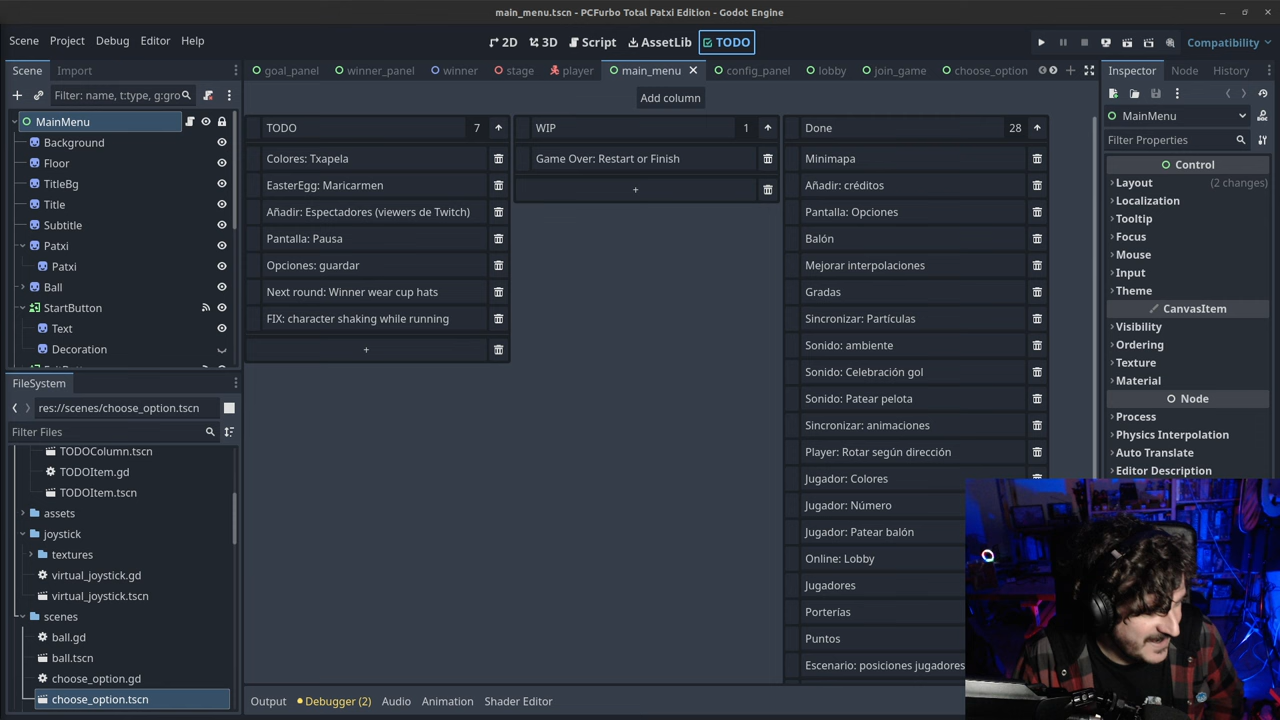 main_menu.tscn - PCFurbo Total Patxi Edition - Godot Engine
Scene Project Debug Editor Help
2D 3D Script AssetLib TODO
Compatibility
Scene Import
goal_panel winner_panel winner stage player main_menu config_panel lobby join_game choose_option
Inspector Node History
Filter: name, t:type, g:gro
Add column
MainMenu
Background
Floor
TitleBg
Title
Subtitle
Patxi
Patxi
Ball
StartButton
Text
Decoration
FileSystem
res://scenes/choose_option.tscn
Filter Files
TODOColumn.tscn
TODOItem.gd
TODOItem.tscn
assets
joystick
textures
virtual_joystick.gd
virtual_joystick.tscn
scenes
ball.gd
ball.tscn
choose_option.gd
choose_option.tscn
TODO 7
Colores: Txapela
EasterEgg: Maricarmen
Añadir: Espectadores (viewers de Twitch)
Pantalla: Pausa
Opciones: guardar
Next round: Winner wear cup hats
FIX: character shaking while running
+
WIP 1
Game Over: Restart or Finish
+
Done 28
Minimapa
Añadir: créditos
Pantalla: Opciones
Balón
Mejorar interpolaciones
Gradas
Sincronizar: Partículas
Sonido: ambiente
Sonido: Celebración gol
Sonido: Patear pelota
Sincronizar: animaciones
Player: Rotar según dirección
Jugador: Colores
Jugador: Número
Jugador: Patear balón
Online: Lobby
Jugadores
Porterías
Puntos
Escenario: posiciones jugadores
MainMenu
Filter Properties
Control
Layout (2 changes)
Localization
Tooltip
Focus
Mouse
Input
Theme
CanvasItem
Visibility
Ordering
Texture
Material
Node
Process
Physics Interpolation
Auto Translate
Editor Description
Output Debugger (2) Audio Animation Shader Editor